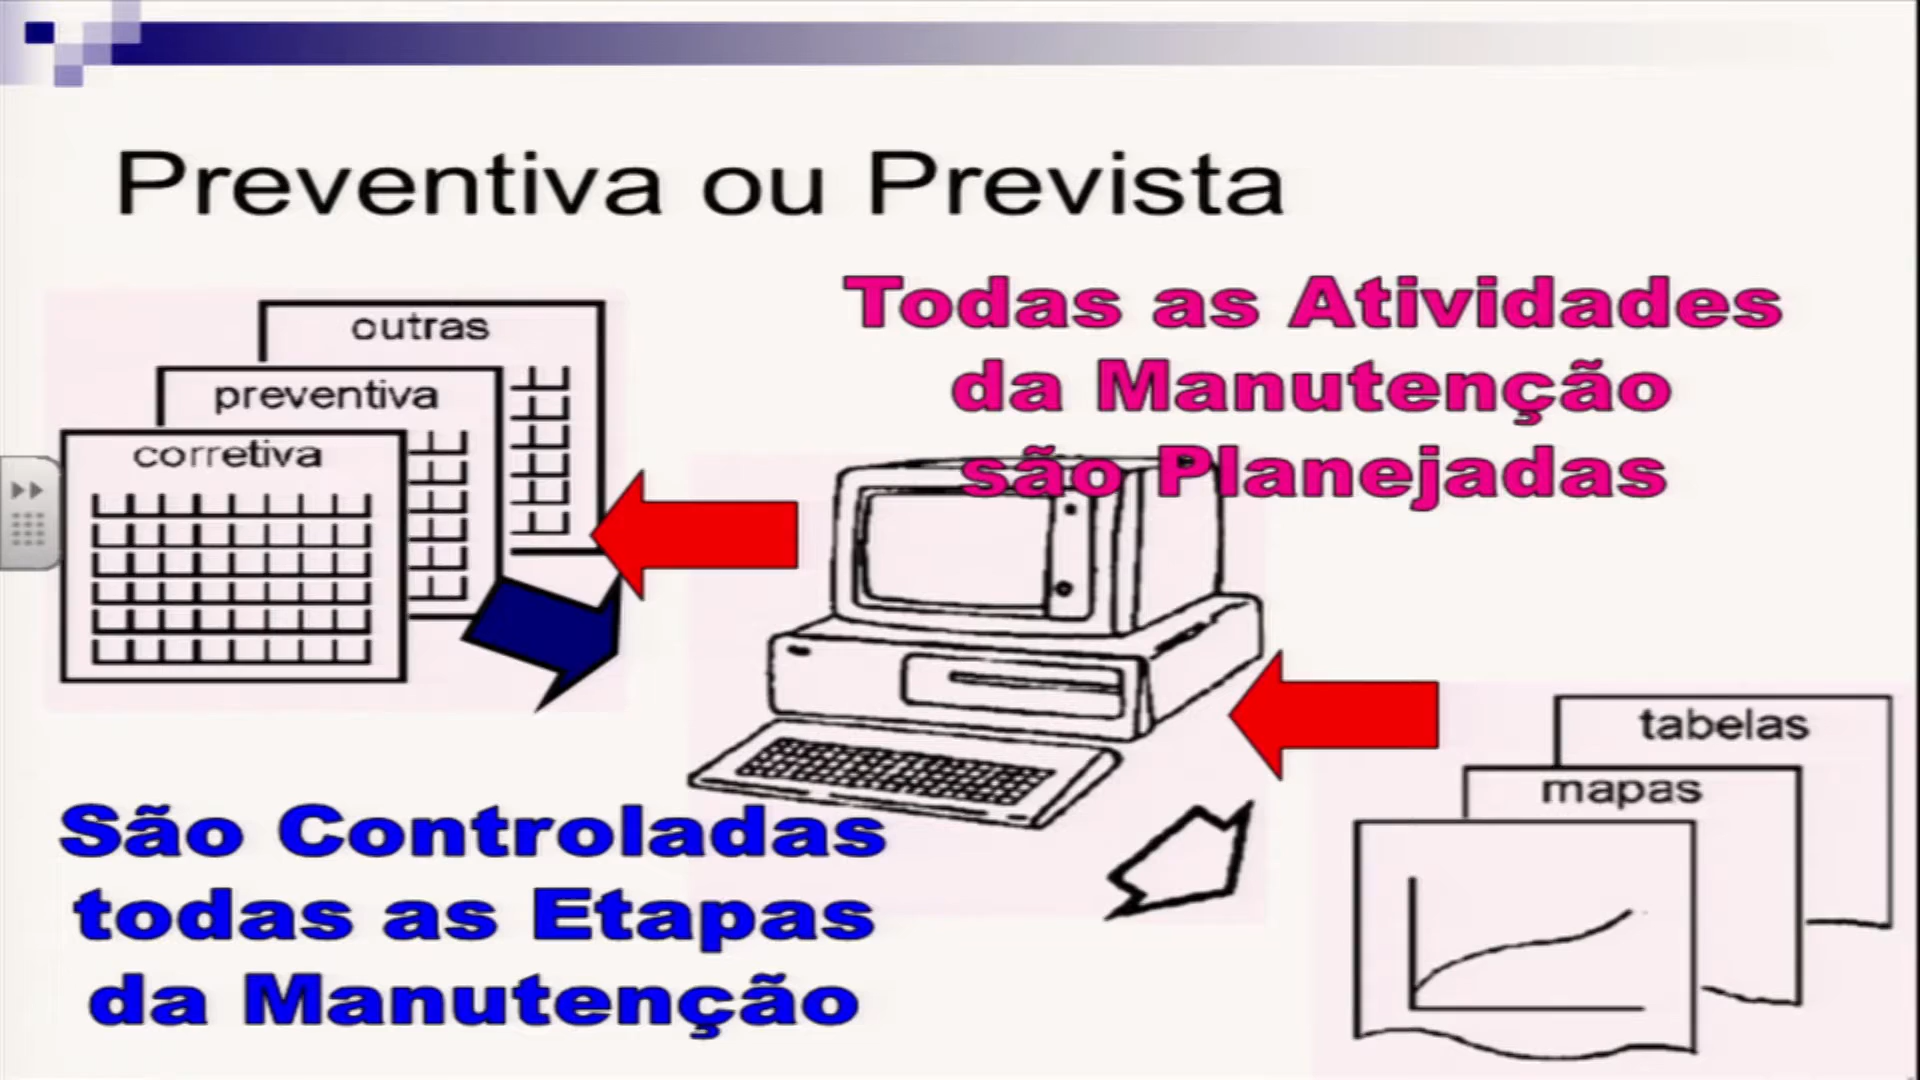 Preventiva ou Prevista
Todas as Atividades
da Manutenção
são Planejadas
outras
preventiva
corretiva
tabelas
mapas
São Controladas
todas as Etapas
da Manutenção